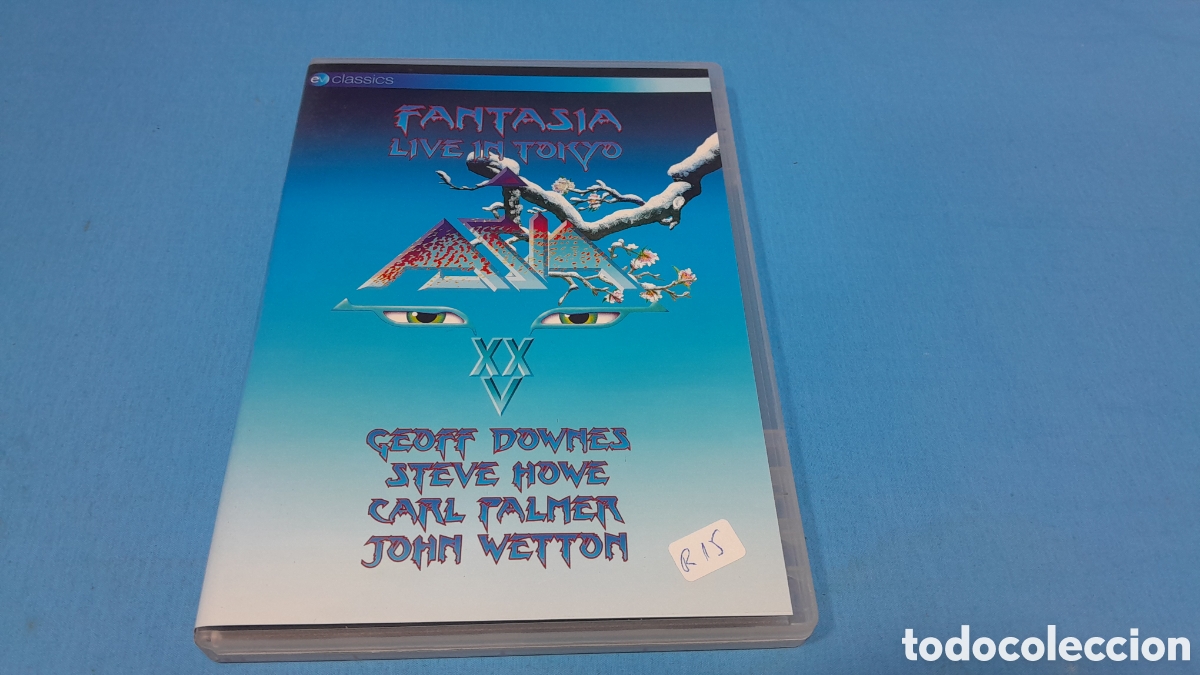 ev classics
FANTASIA
LIVE IN TOKYO
ASIA
XX
V
GEOFF DOWNES
STEVE HOWE
CARL PALMER
JOHN WETTON
R15
todocoleccion